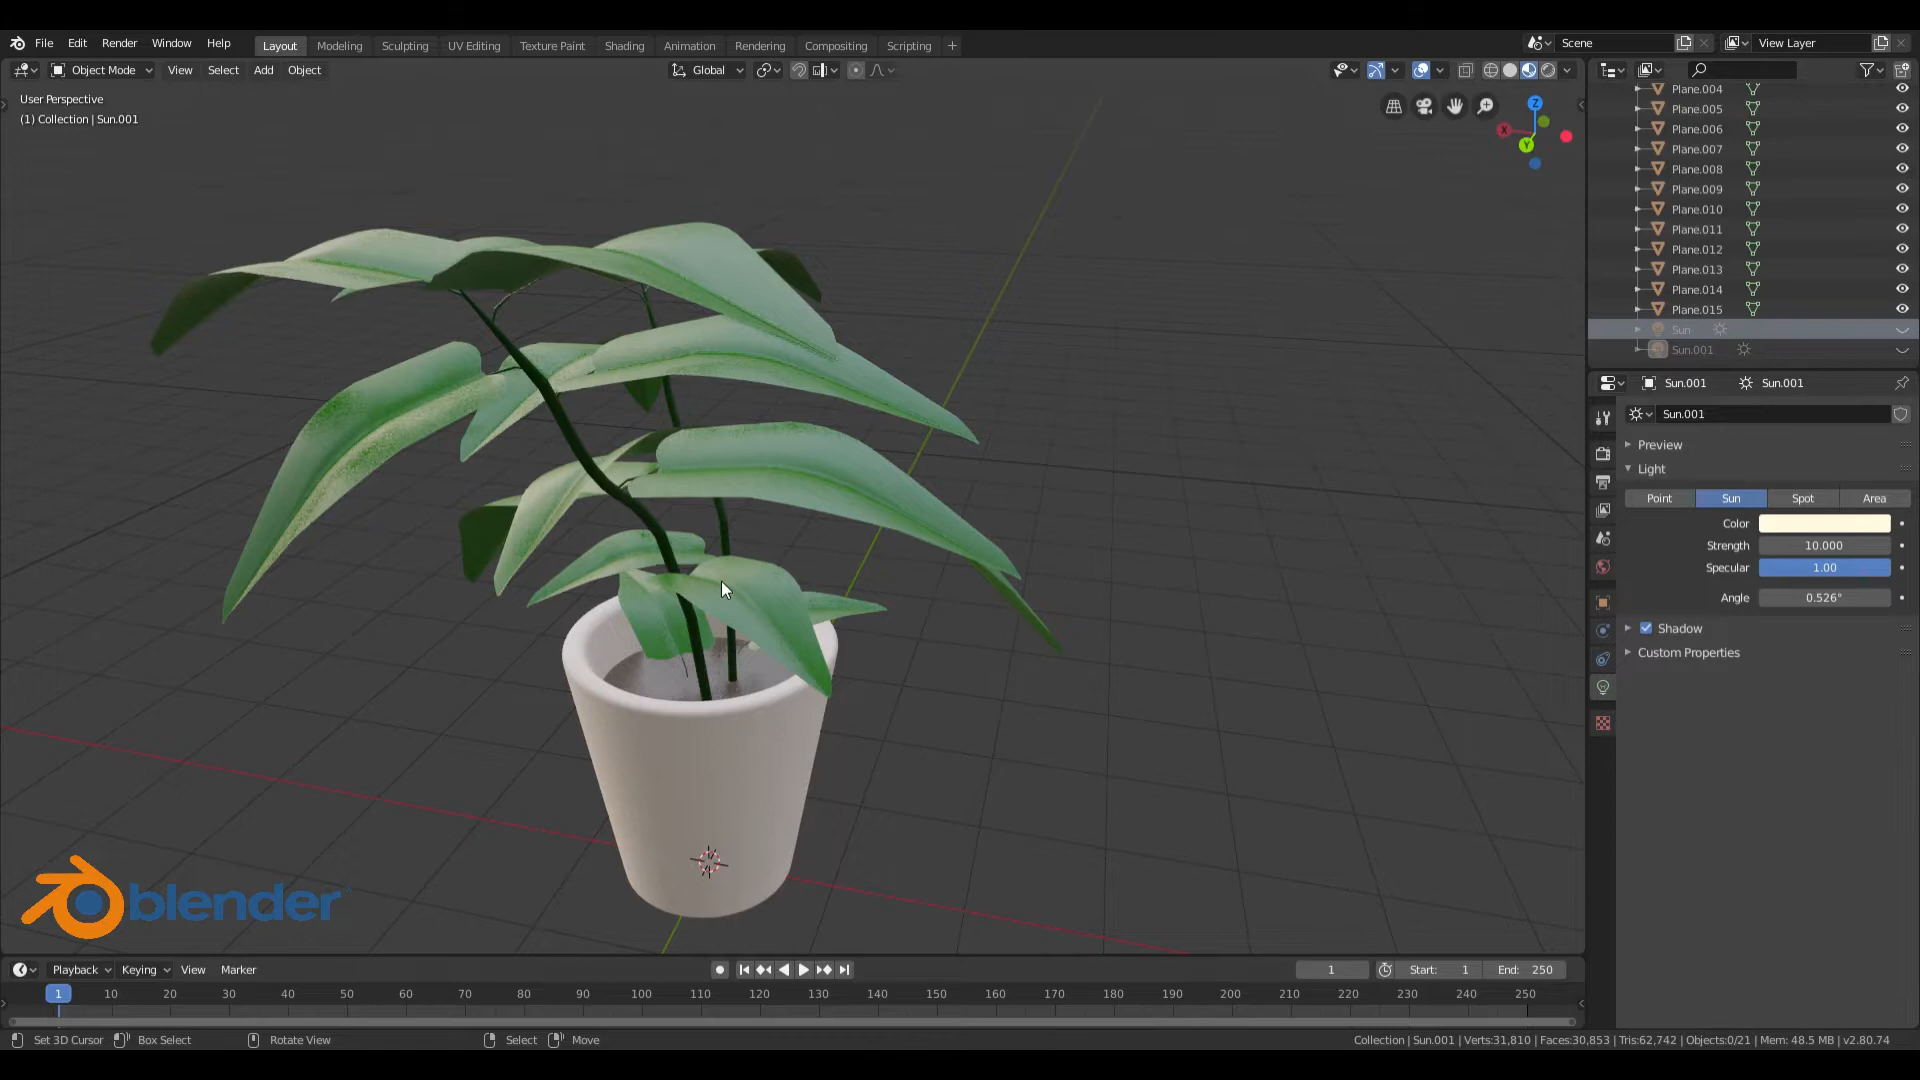 File Edit Render Window Help
Layout Modeling Sculpting UV Editing Texture Paint Shading Animation Rendering Compositing Scripting +
Scene
View Layer
Object Mode View Select Add Object
Global
User Perspective
(1) Collection | Sun.001
Z
X
Y
Plane.004
Plane.005
Plane.006
Plane.007
Plane.008
Plane.009
Plane.010
Plane.011
Plane.012
Plane.013
Plane.014
Plane.015
Sun
Sun.001
Sun.001 Sun.001
Sun.001
Preview
Light
Point Sun Spot Area
Color
Strength 10.000
Specular 1.00
Angle 0.526°
Shadow
Custom Properties
blender
Playback Keying View Marker
1 Start: 1 End: 250
1 10 20 30 40 50 60 70 80 90 100 110 120 130 140 150 160 170 180 190 200 210 220 230 240 250
Set 3D Cursor Box Select Rotate View Select Move
Collection | Sun.001 | Verts:31,810 | Faces:30,853 | Tris:62,742 | Objects:0/21 | Mem: 48.5 MB | v2.80.74